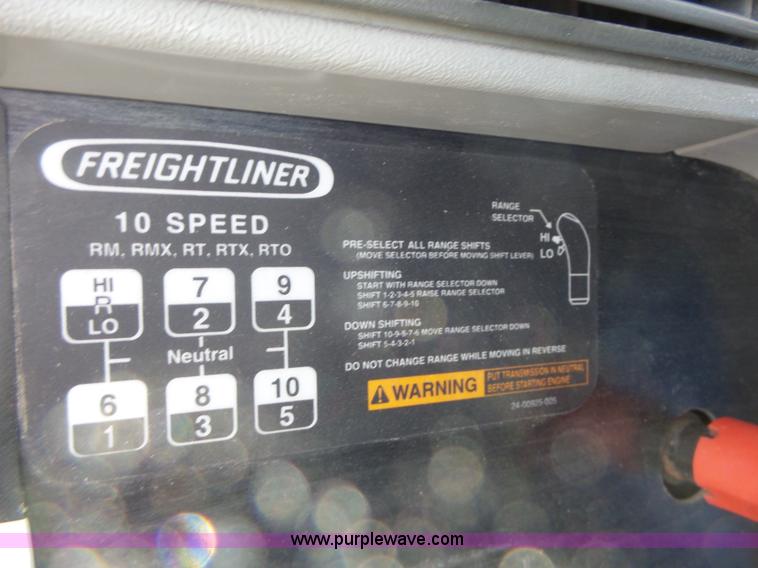 FREIGHTLINER
10 SPEED
RM, RMX, RT, RTX, RTO
HI
R
LO
7
2
9
4
Neutral
6
1
8
3
10
5
RANGE
SELECTOR
HI
LO
PRE-SELECT ALL RANGE SHIFTS
(MOVE SELECTOR BEFORE MOVING SHIFT LEVER)
UPSHIFTING
START WITH RANGE SELECTOR DOWN
SHIFT 1-2-3-4-5 RAISE RANGE SELECTOR
SHIFT 6-7-8-9-10
DOWN SHIFTING
SHIFT 10-9-8-7-6 MOVE RANGE SELECTOR DOWN
SHIFT 5-4-3-2-1
DO NOT CHANGE RANGE WHILE MOVING IN REVERSE
WARNING
PUT TRANSMISSION IN NEUTRAL
BEFORE STARTING ENGINE
24-00925-005
www.purplewave.com